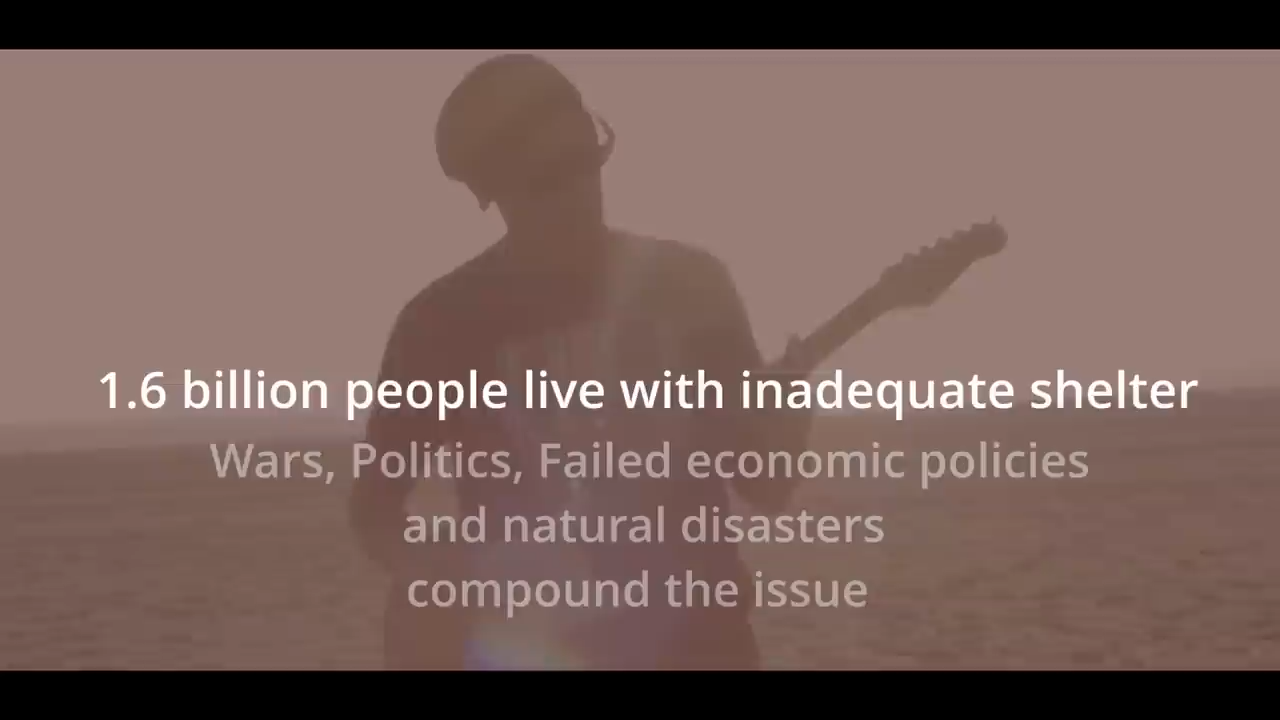 1.6 billion people live with inadequate shelter
Wars, Politics, Failed economic policies
and natural disasters
compound the issue